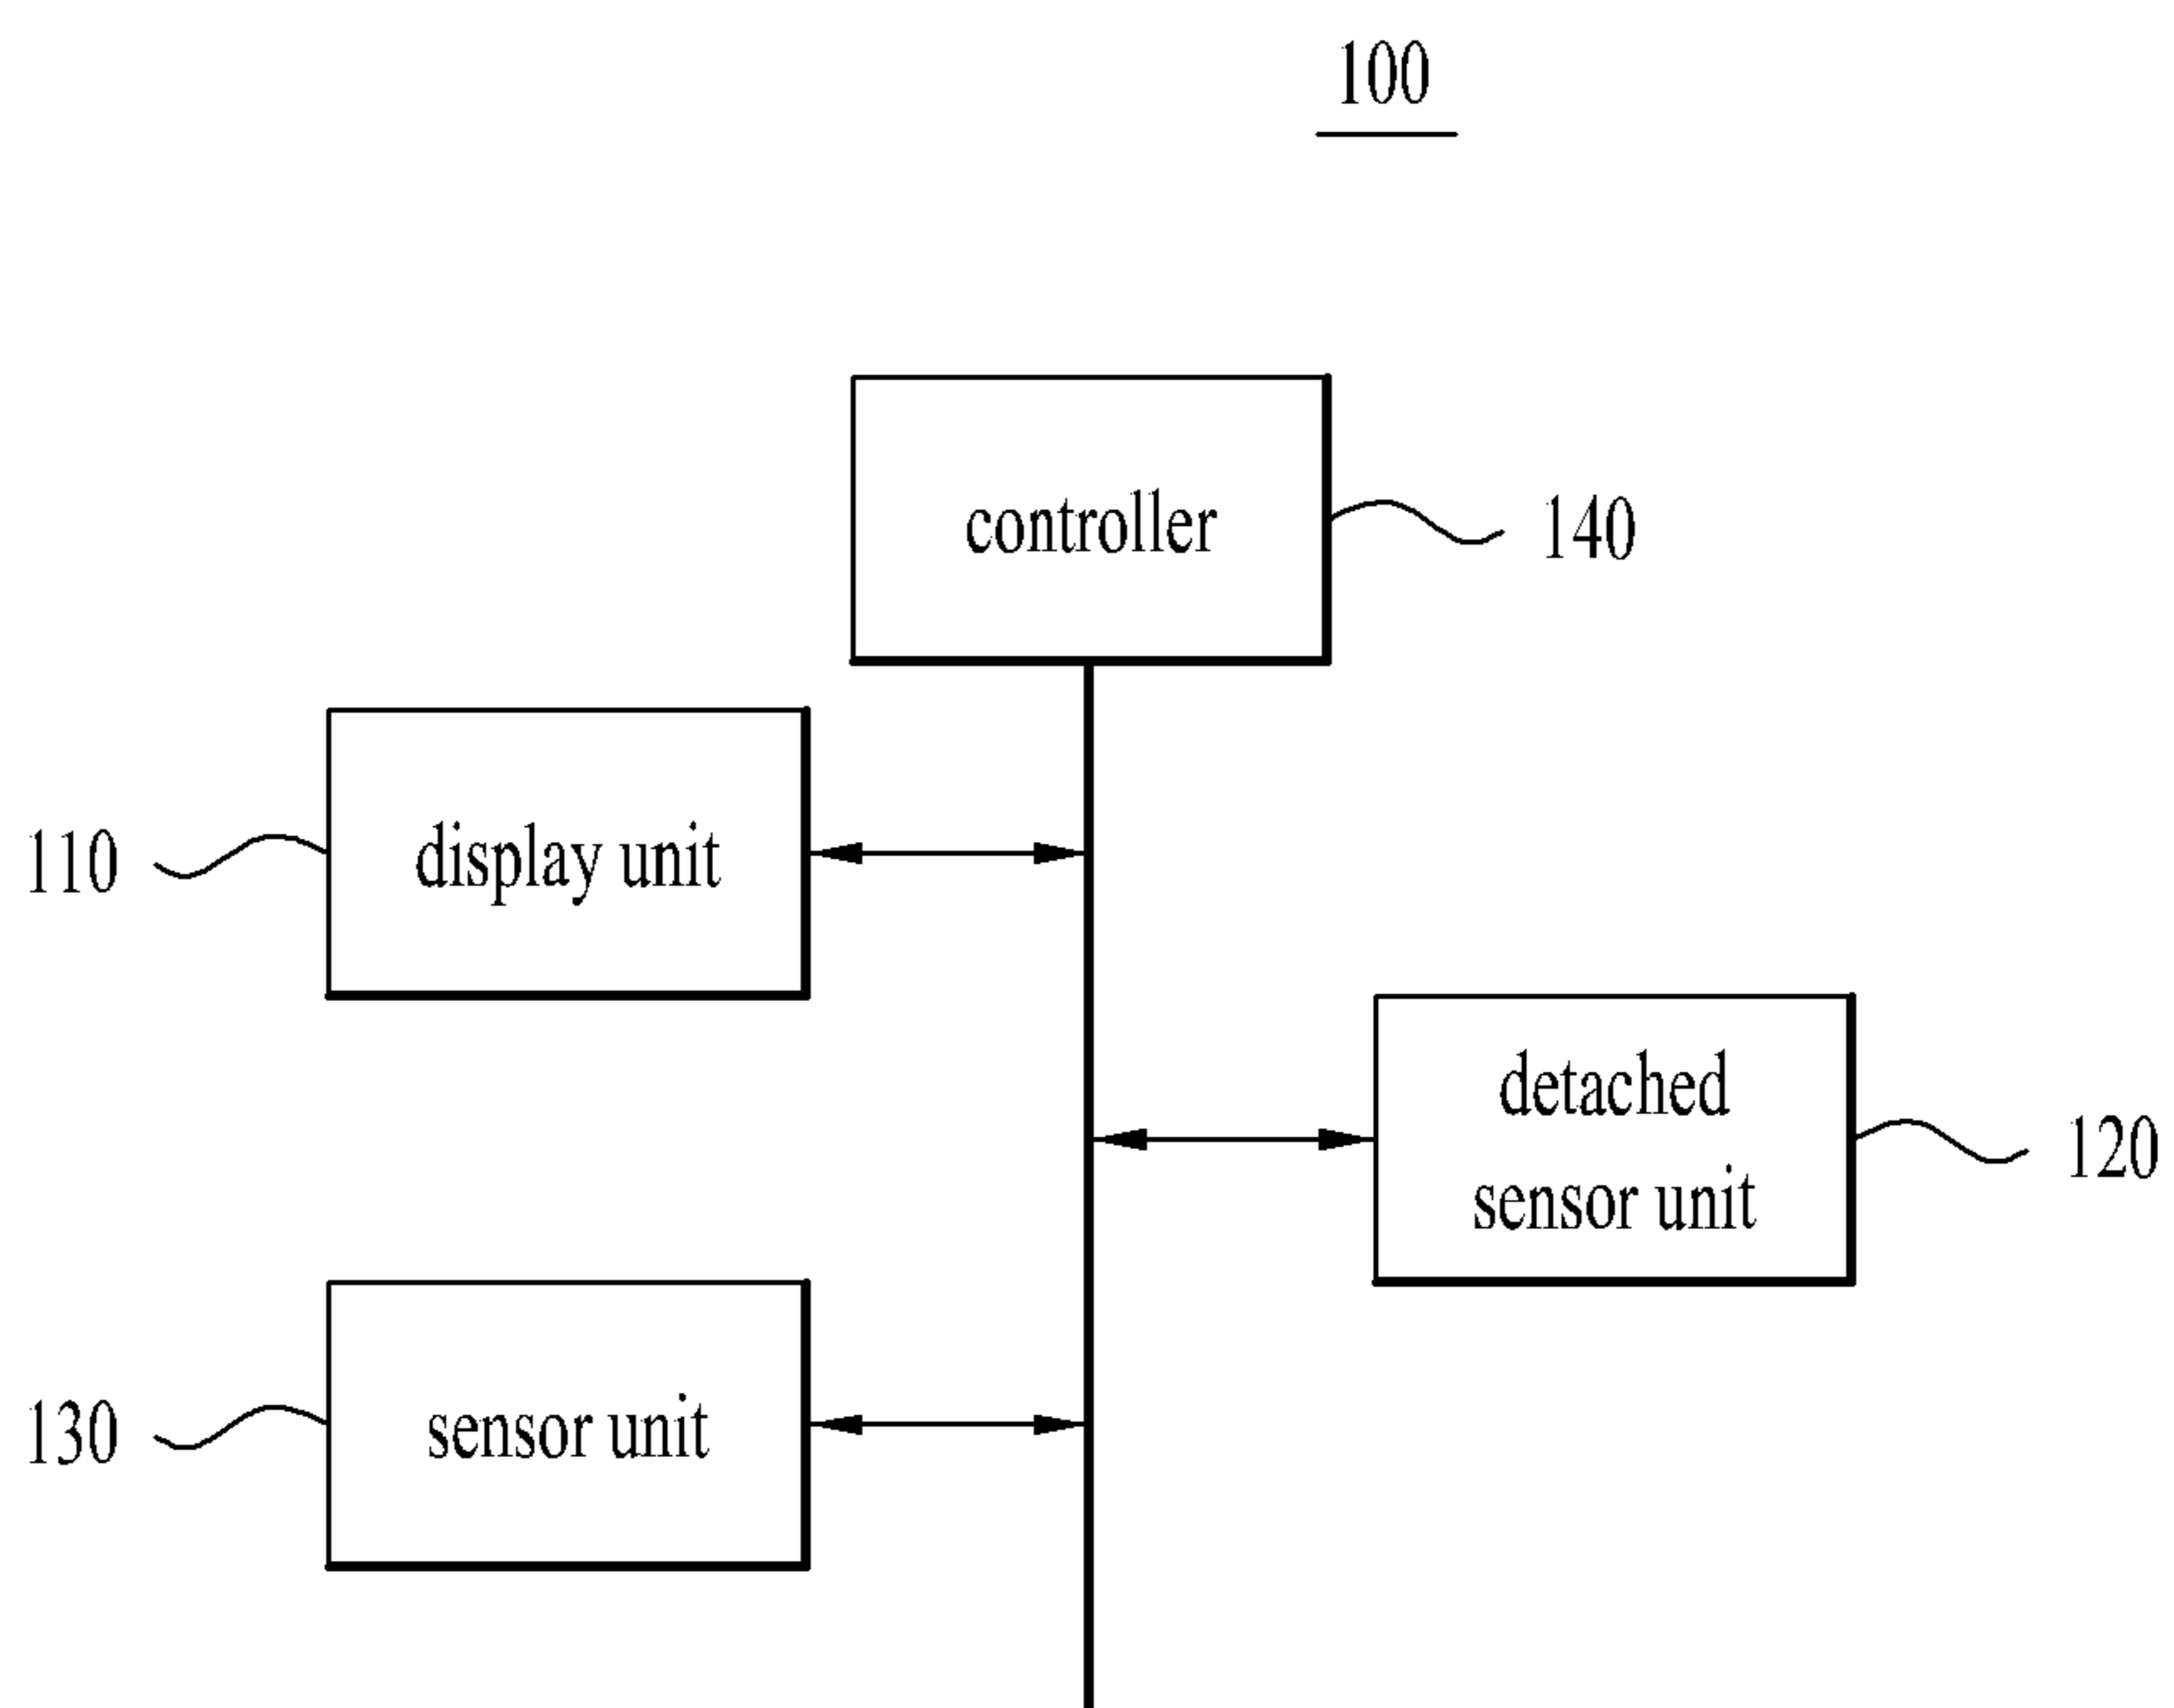 100
controller
140
110
display unit
detached
sensor unit
120
130
sensor unit